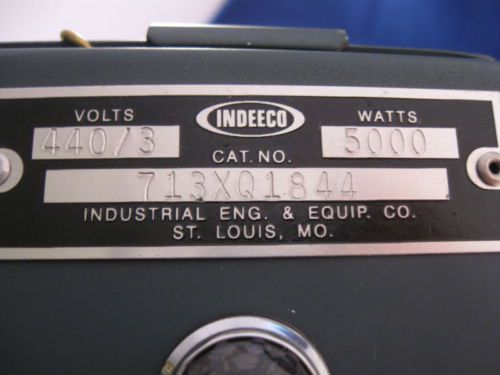 VOLTS INDEECO WATTS
440/3 CAT.NO. 5000
713XQ1844
INDUSTRIAL ENG. & EQUIP. CO.
ST. LOUIS, MO.